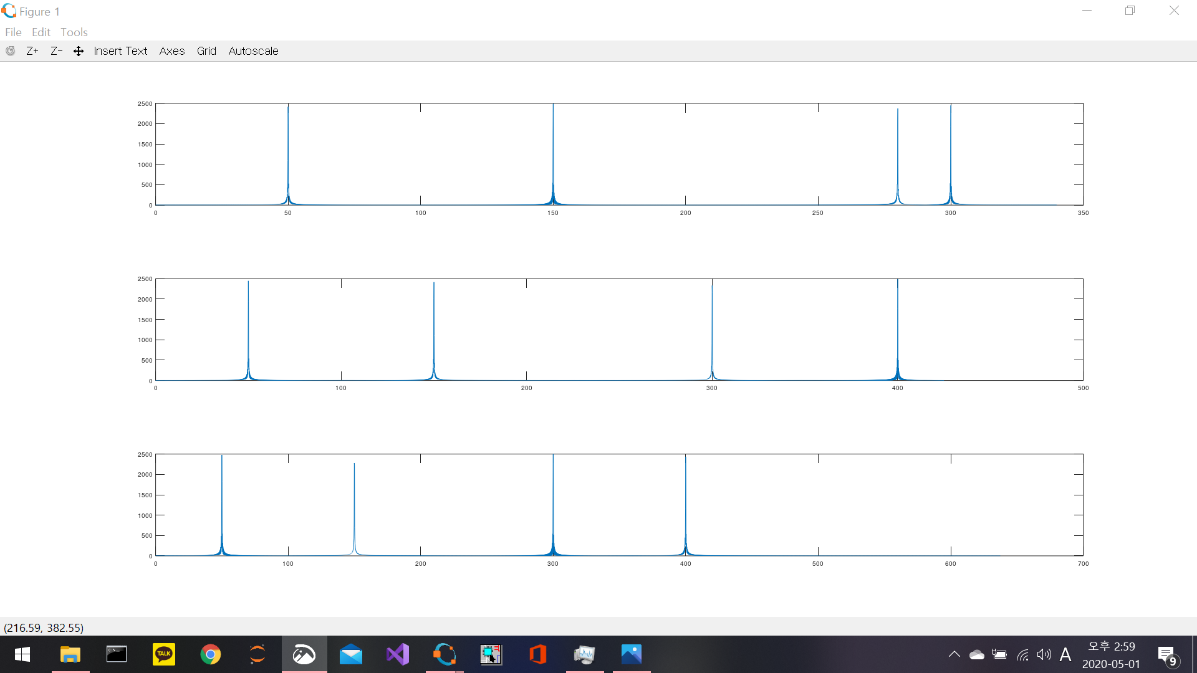 Figure 1
File Edit Tools
Z+ Z- Insert Text Axes Grid Autoscale
2500
2000
1500
1000
500
0
0 50 100 150 200 250 300 350
2500
2000
1500
1000
500
0
0 100 200 300 400 500
2500
2000
1500
1000
500
0
0 100 200 300 400 500 600 700
(216.59, 382.55)
TALK
A
오후 2:59
2020-05-01
9